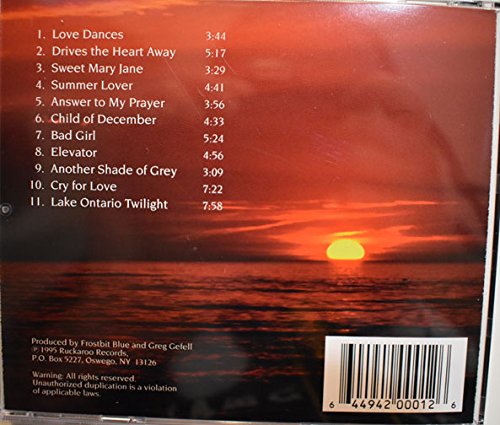 1. Love Dances 3:44
2. Drives the Heart Away 5:17
3. Sweet Mary Jane 3:29
4. Summer Lover 4:41
5. Answer to My Prayer 3:56
6. Child of December 4:33
7. Bad Girl 5:24
8. Elevator 4:56
9. Another Shade of Grey 3:09
10. Cry for Love 7:22
11. Lake Ontario Twilight 7:58
Produced by Frostbit Blue and Greg Gefell
℗ 1995 Ruckaroo Records,
P.O. Box 5227, Oswego, NY 13126
Warning: All rights reserved.
Unauthorized duplication is a violation
of applicable laws.
6 44942 00012 6